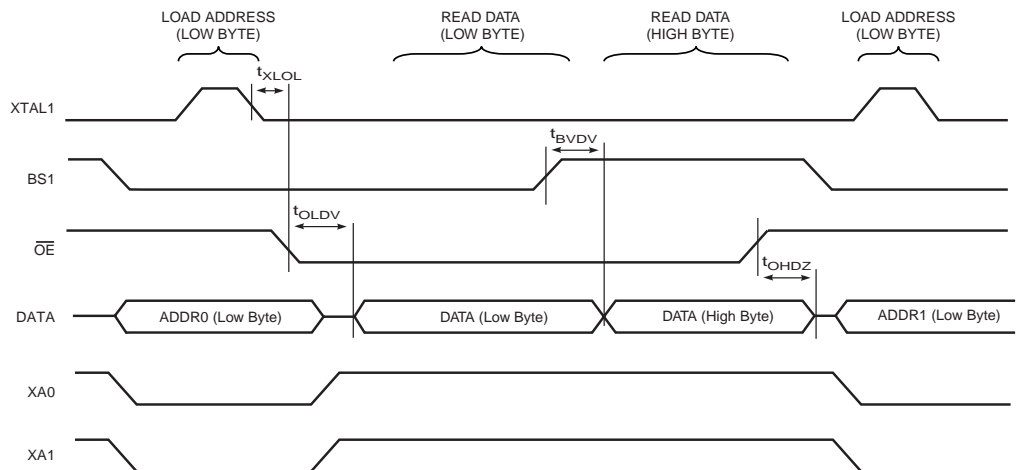 LOAD ADDRESS
(LOW BYTE)
READ DATA
(LOW BYTE)
READ DATA
(HIGH BYTE)
LOAD ADDRESS
(LOW BYTE)
tXLOL
XTAL1
tBVDV
BS1
tOLDV
OE
tOHDZ
DATA
ADDR0 (Low Byte)
DATA (Low Byte)
DATA (High Byte)
ADDR1 (Low Byte)
XA0
XA1